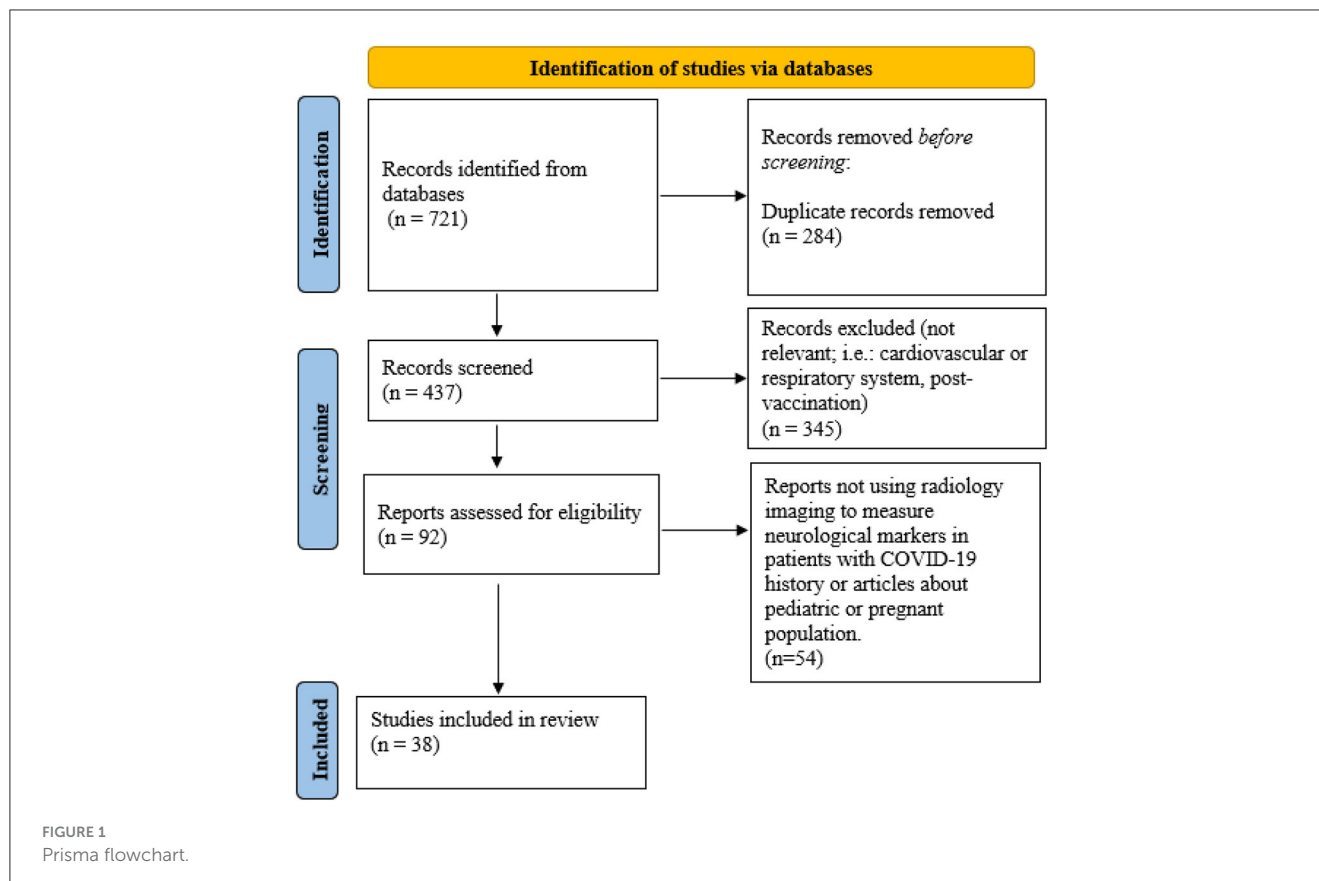 Identification of studies via databases
Identification
Records identified from
databases
(n = 721)
Records removed before
screening:
Duplicate records removed
(n = 284)
Screening
Records screened
(n = 437)
Records excluded (not
relevant; i.e.: cardiovascular or
respiratory system, post-
vaccination)
(n = 345)
Reports assessed for eligibility
(n = 92)
Reports not using radiology
imaging to measure
neurological markers in
patients with COVID-19
history or articles about
pediatric or pregnant
population.
(n=54)
Included
Studies included in review
(n = 38)
FIGURE 1
Prisma flowchart.